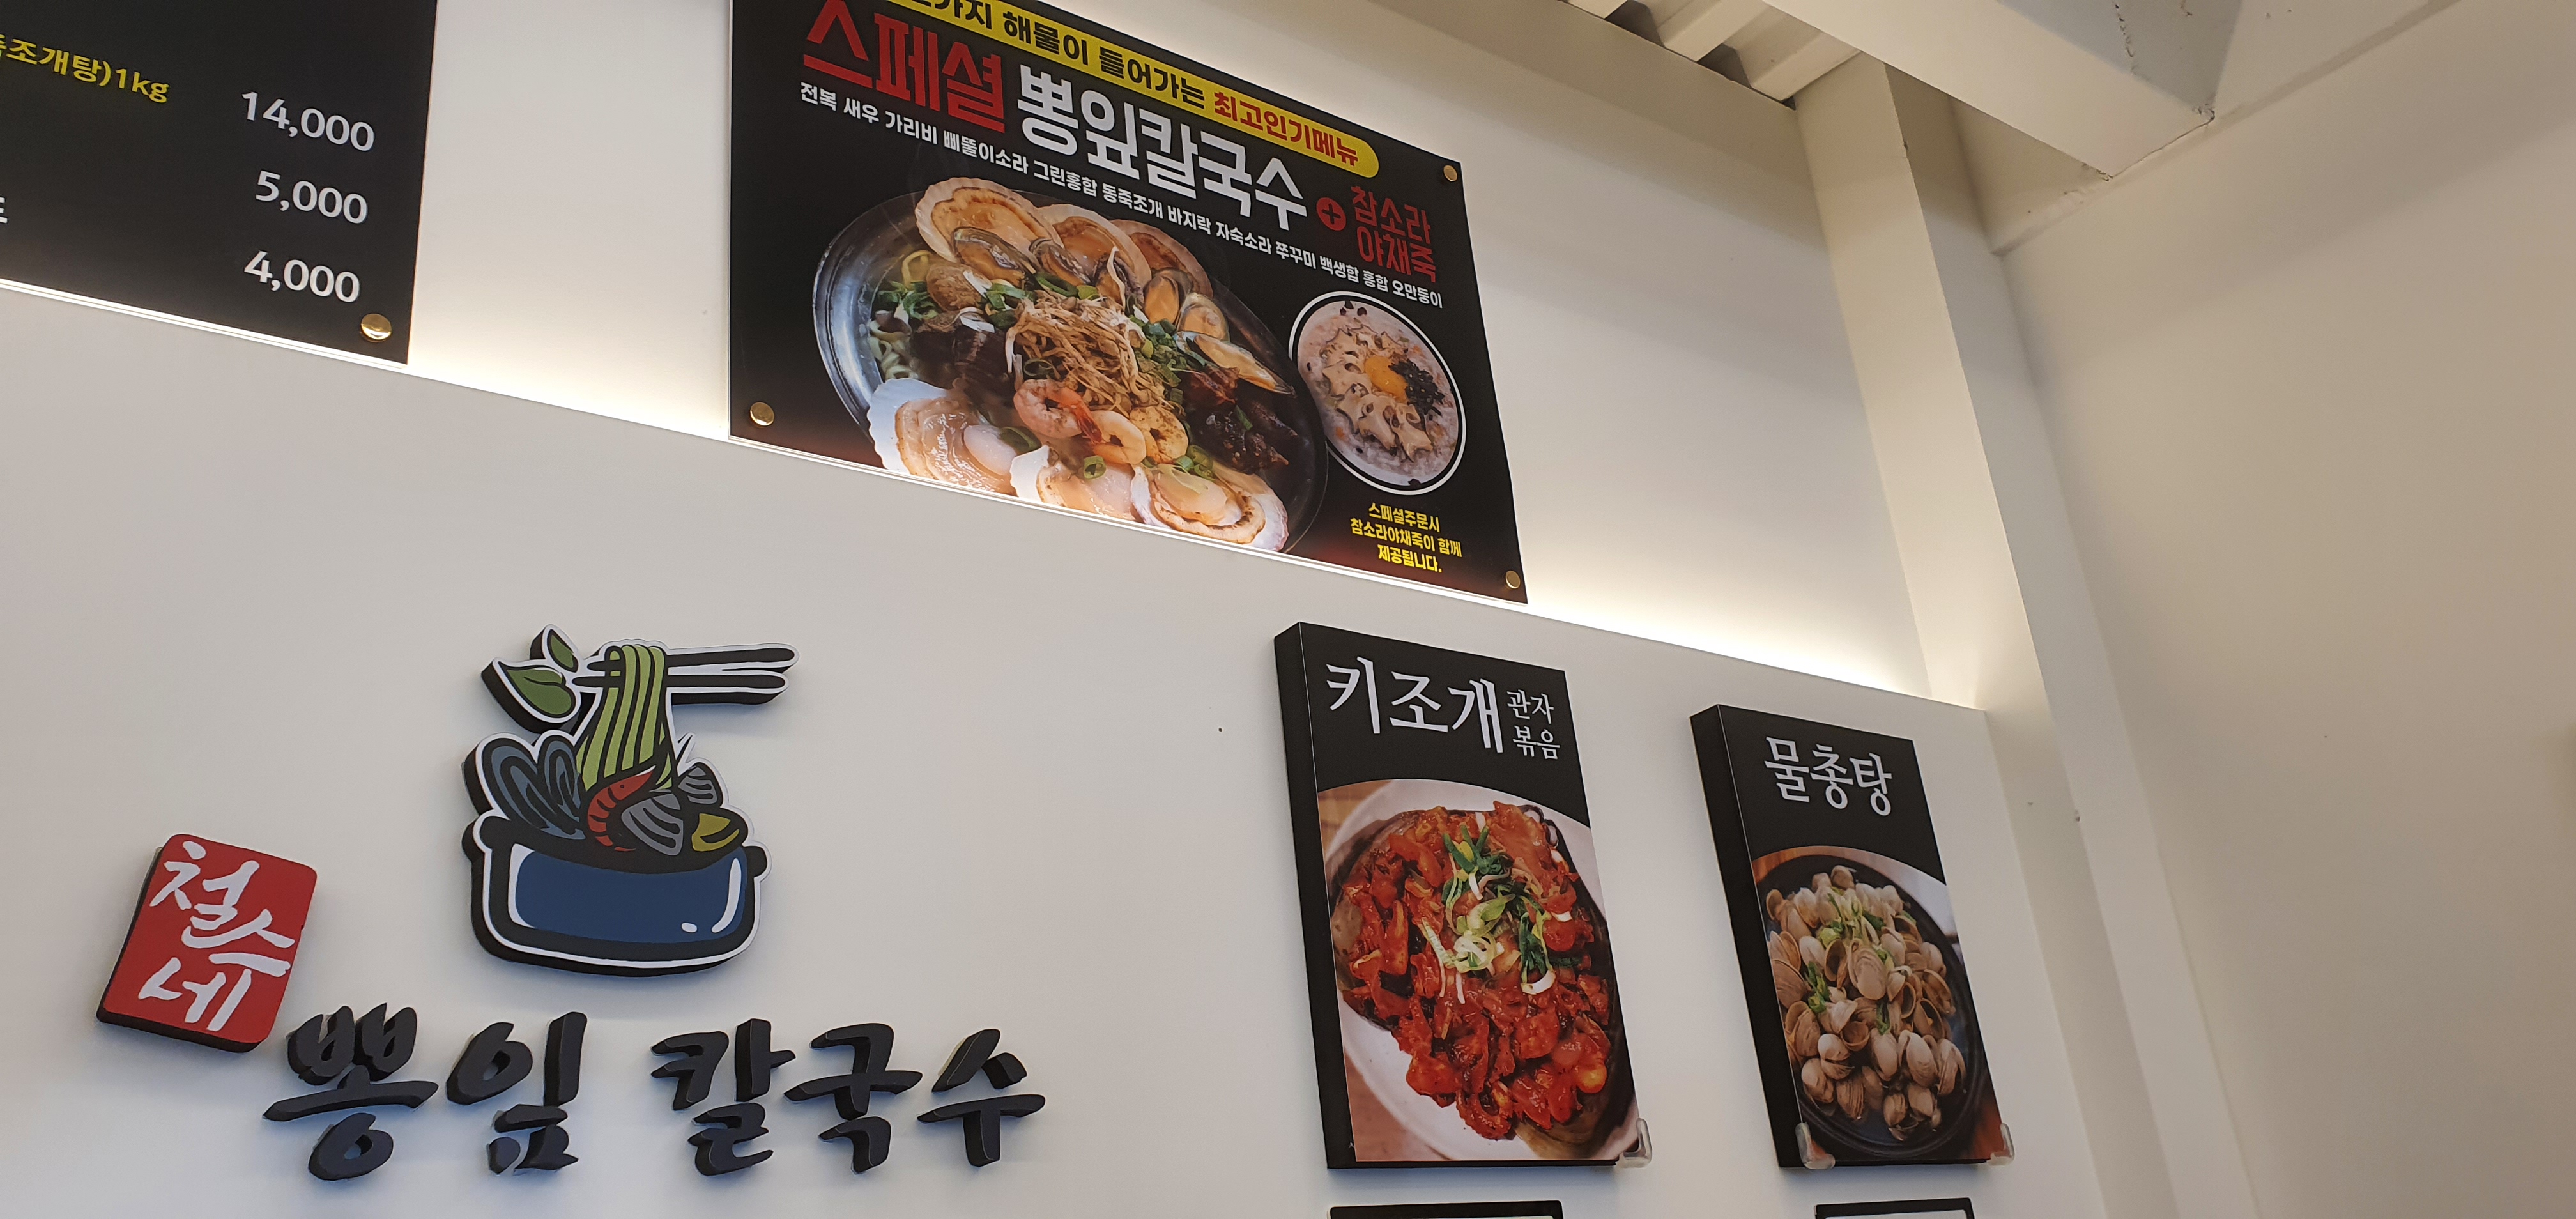 조개탕)1kg
14,000
5,000
4,000
가지 해물이 들어가는 최고인기메뉴
스페셜 뽕잎칼국수 + 참소라
야채죽
전복 새우 가리비 삐뚤이소라 그린홍합 동죽조개 바지락 자숙소라 쭈꾸미 백생합 홍합 오만둥이
스페셜주문시
참소라야채죽이 함께
제공됩니다.
키조개 관자
볶음
물총탕
철수
네
뽕잎 칼국수